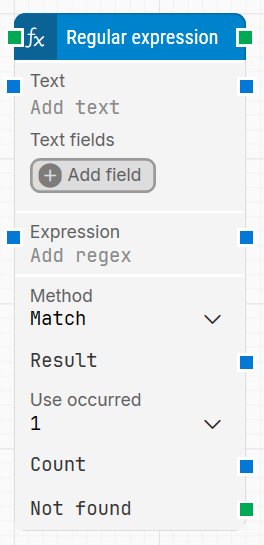 fx Regular expression
Text
Add text
Text fields
Add field
Expression
Add regex
Method
Match
Result
Use occurred
1
Count
Not found